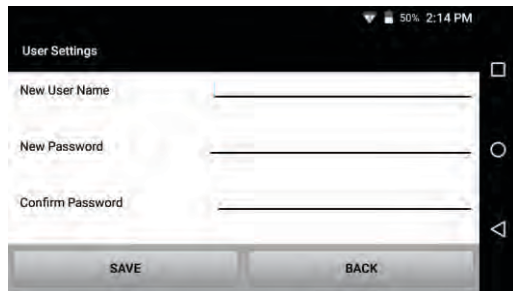 50% 2:14 PM
User Settings
New User Name
New Password
Confirm Password
SAVE BACK